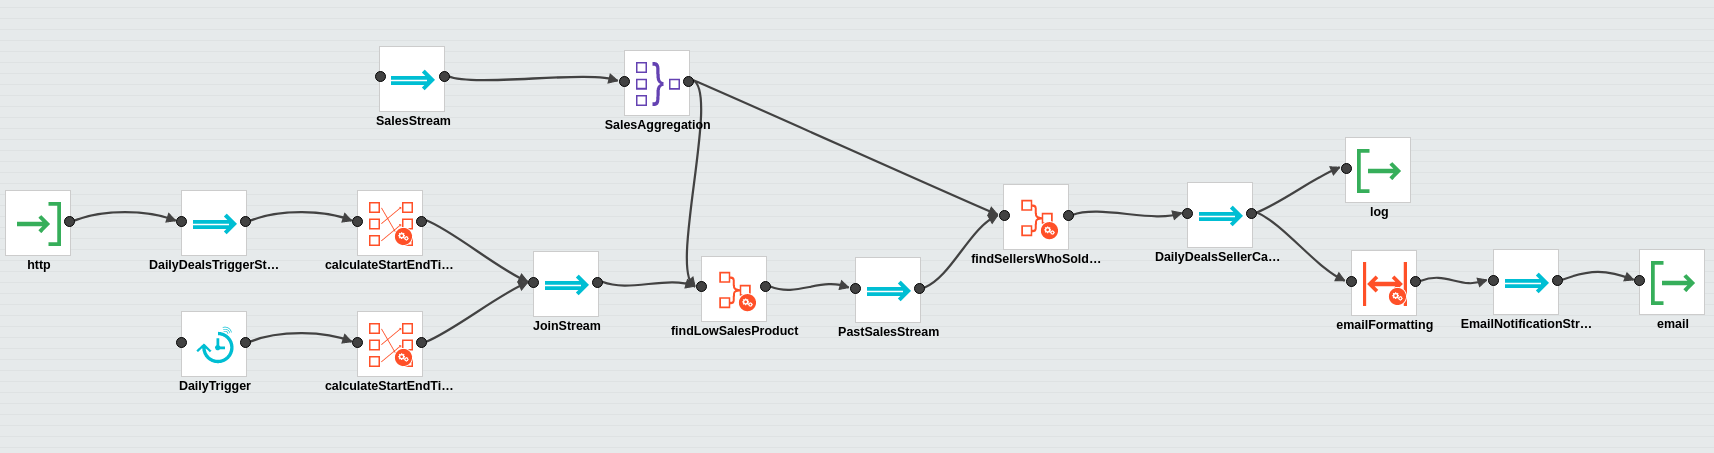 SalesStream
SalesAggregation
http
DailyDealsTriggerSt…
calculateStartEndTi…
JoinStream
findLowSalesProduct
PastSalesStream
findSellersWhoSold…
DailyDealsSellerCa…
log
emailFormatting
EmailNotificationStr…
email
DailyTrigger
calculateStartEndTi…